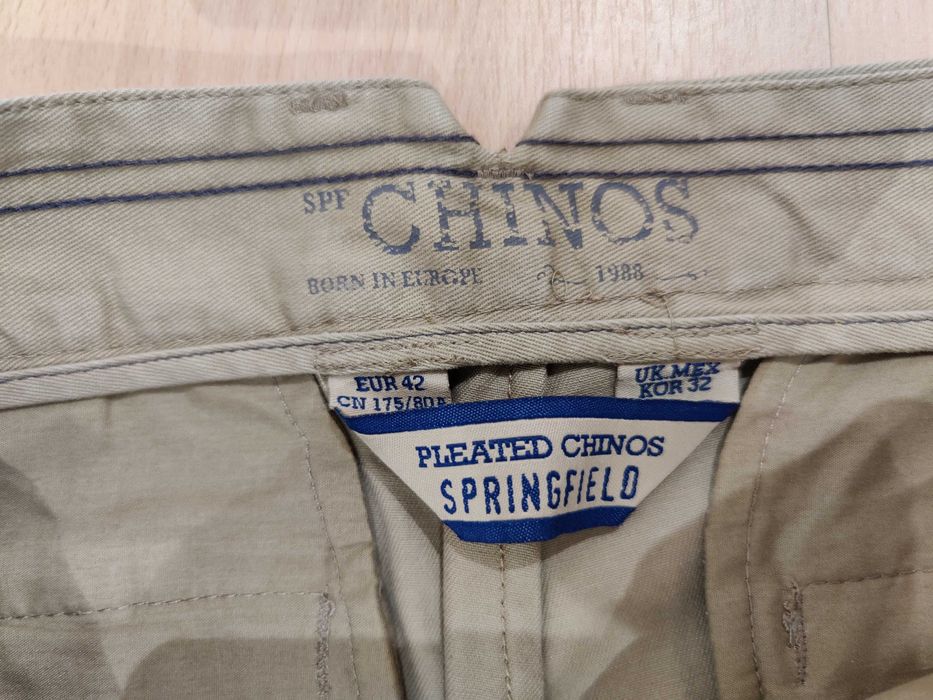 SPF CHINOS
BORN IN EUROPE 1988
EUR 42
CN 175/80A
UK.MEX
KOR 32
PLEATED CHINOS
SPRINGFIELD